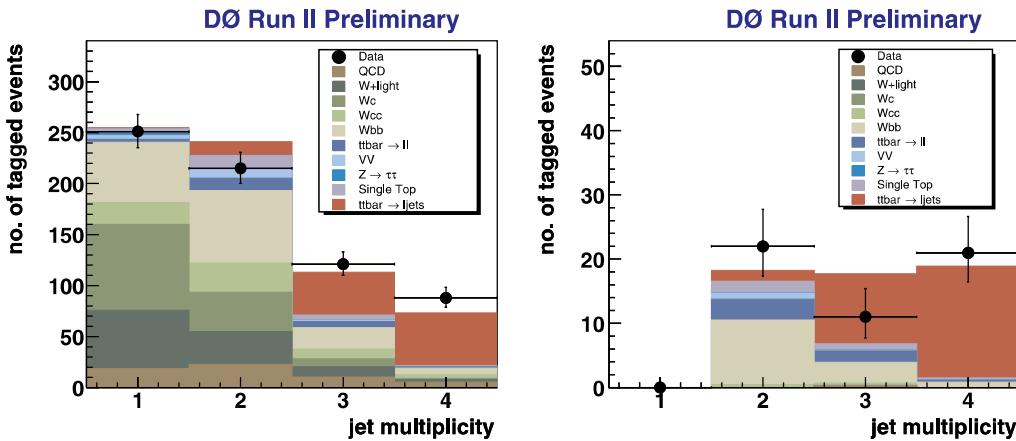 DØ Run II Preliminary
no. of tagged events
300
250
200
150
100
50
0
Data
QCD
W+light
Wc
Wcc
Wbb
ttbar → ll
VV
Z → ττ
Single Top
ttbar → ljets
1 2 3 4
jet multiplicity
DØ Run II Preliminary
no. of tagged events
50
40
30
20
10
0
Data
QCD
W+light
Wc
Wcc
Wbb
ttbar → ll
VV
Z → ττ
Single Top
ttbar → ljets
1 2 3 4
jet multiplicity